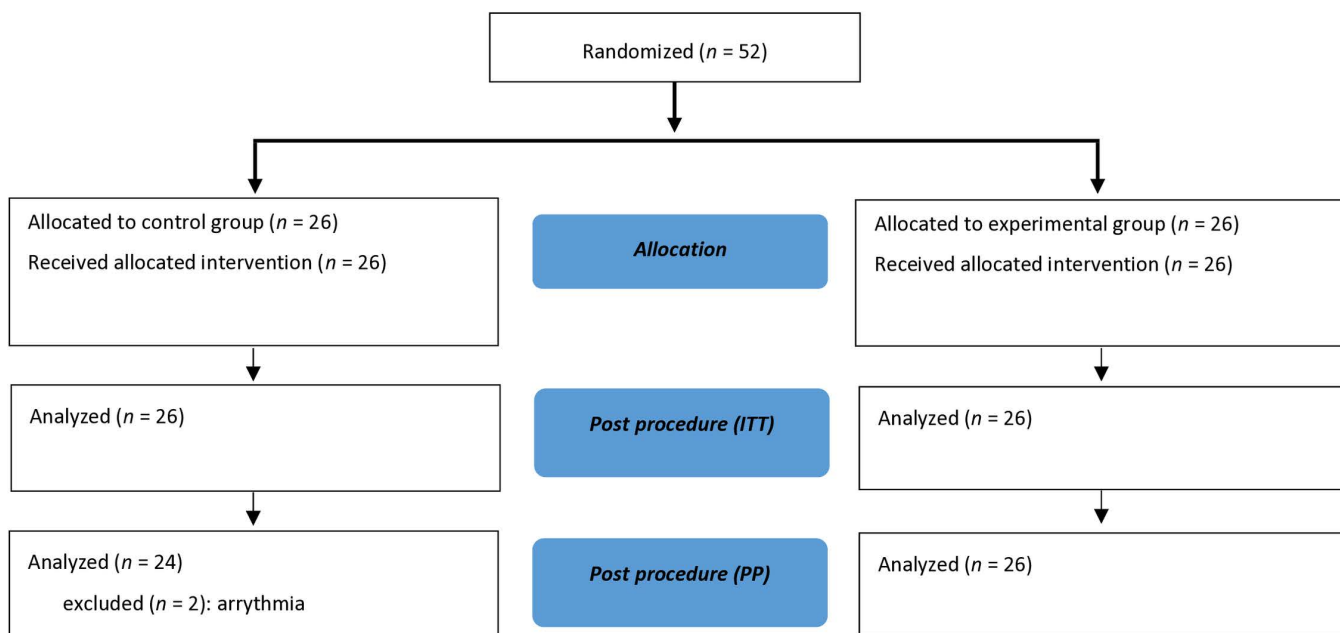 Randomized (n = 52)
Allocated to control group (n = 26)
Received allocated intervention (n = 26)
Allocation
Allocated to experimental group (n = 26)
Received allocated intervention (n = 26)
Analyzed (n = 26)
Post procedure (ITT)
Analyzed (n = 26)
Analyzed (n = 24)
excluded (n = 2): arrythmia
Post procedure (PP)
Analyzed (n = 26)